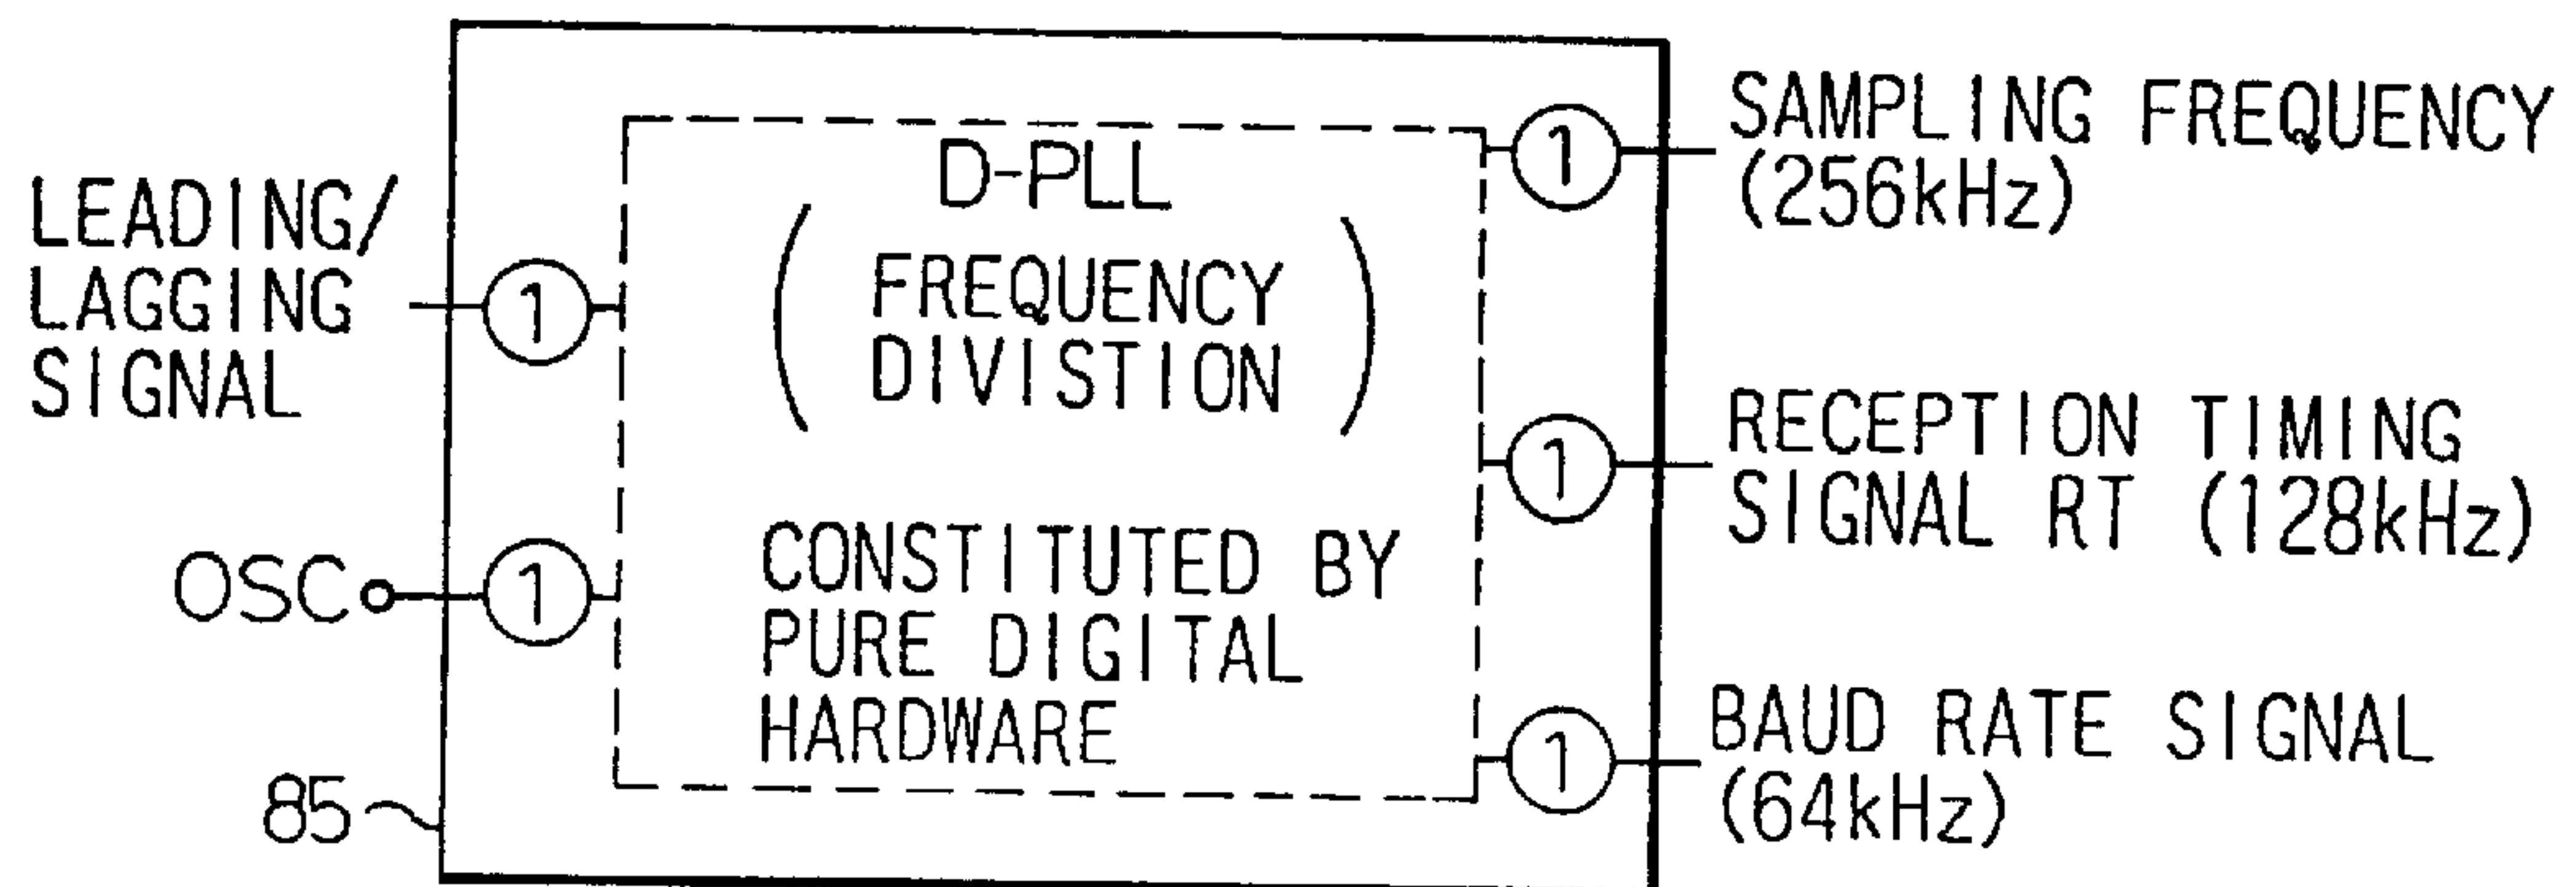 LEADING/
LAGGING
SIGNAL
1
OSC
1
85
D-PLL
( FREQUENCY
DIVISTION )
CONSTITUTED BY
PURE DIGITAL
HARDWARE
1
SAMPLING FREQUENCY
(256kHz)
1
RECEPTION TIMING
SIGNAL RT (128kHz)
1
BAUD RATE SIGNAL
(64kHz)